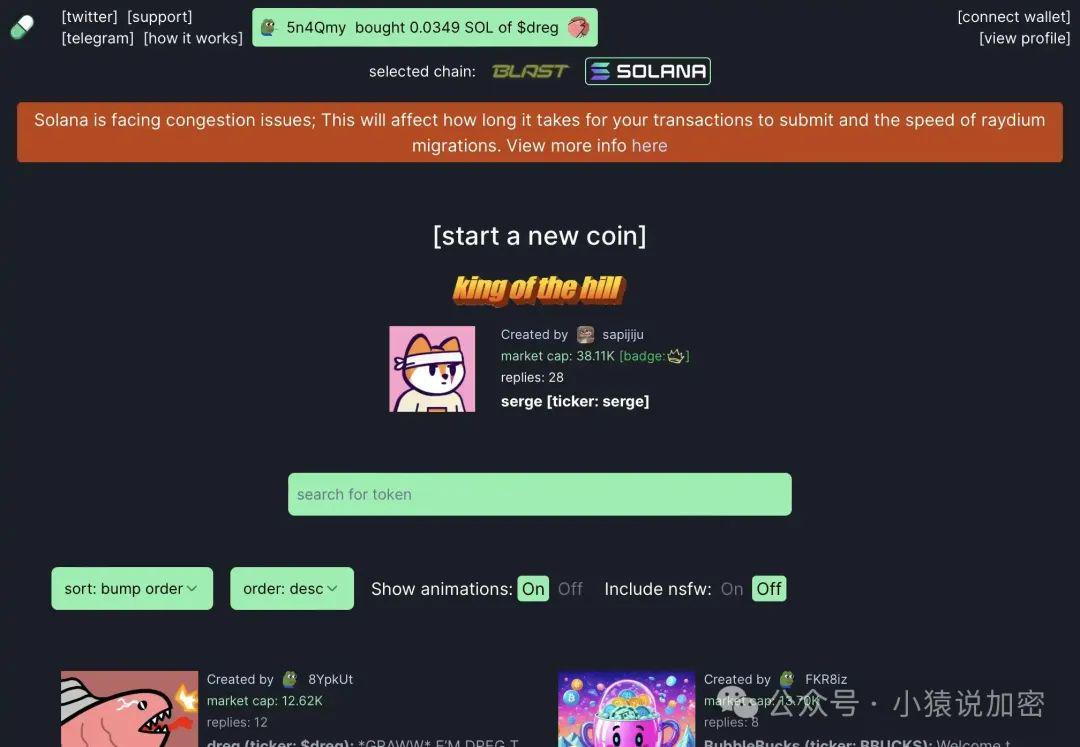 [twitter] [support]
[telegram] [how it works]
5n4Qmy bought 0.0349 SOL of $dreg
[connect wallet]
[view profile]
selected chain: BLAST SOLANA
Solana is facing congestion issues; This will affect how long it takes for your transactions to submit and the speed of raydium
migrations. View more info here
[start a new coin]
king of the hill
Created by sapijiju
market cap: 38.11K [badge:]
replies: 28
serge [ticker: serge]
search for token
sort: bump order
order: desc
Show animations: On Off
Include nsfw: On Off
Created by 8YpkUt
market cap: 12.62K
replies: 12
dreg (ticker: $dreg): *GRAWW* E'M DREG T
Created by FKR8iz
market cap: 13.70K
replies: 8
BubbleBucks (ticker: BBUCKS): Welcome t
公众号 · 小猿说加密